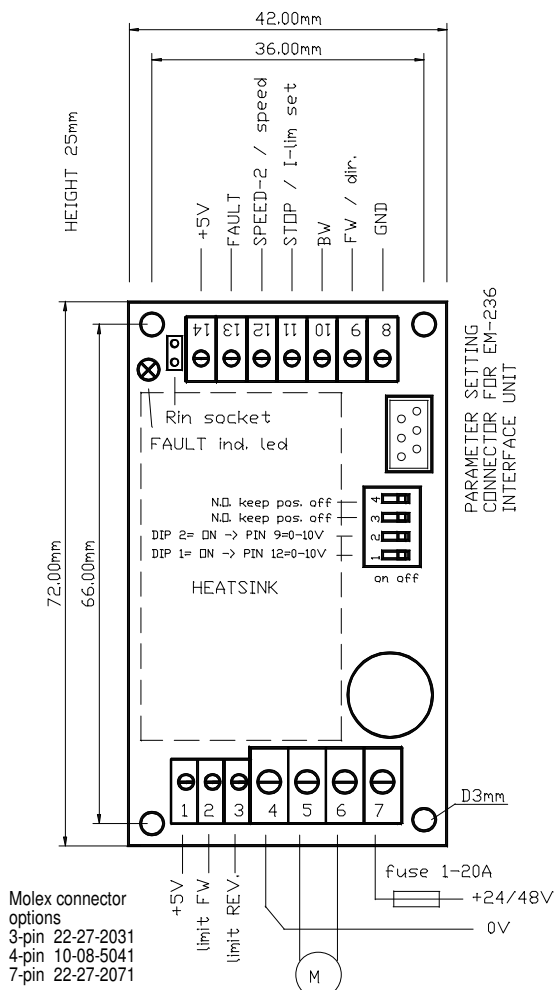 42.00mm
36.00mm
HEIGHT 25mm
+5V
FAULT
SPEED-2 / speed
STOP / I-lim set
BW
FW / dir.
GND
14
13
12
11
10
9
8
Rin socket
FAULT ind. led
PARAMETER SETTING
CONNECTOR FOR EM-236
INTERFACE UNIT
N.O. keep pos. off
N.O. keep pos. off
DIP 2= ON -> PIN 9=0-10V
DIP 1= ON -> PIN 12=0-10V
4
3
2
1
on off
HEATSINK
72.00mm
66.00mm
1
2
3
4
5
6
7
D3mm
+5V
limit FW
limit REV.
fuse 1-20A
+24/48V
0V
M
Molex connector
options
3-pin 22-27-2031
4-pin 10-08-5041
7-pin 22-27-2071